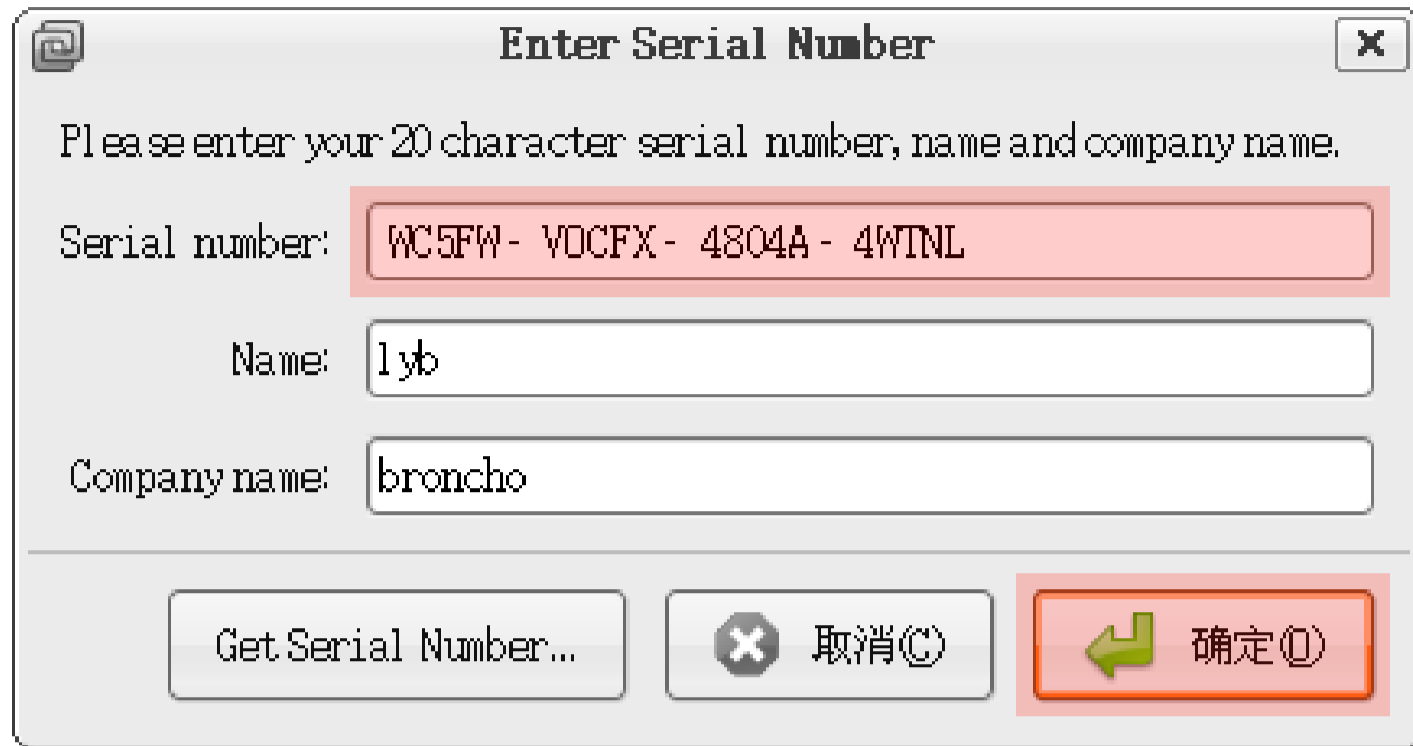 Enter Serial Number
Please enter your 20 character serial number, name and company name.
Serial number: WC5FW- VOCFX- 4804A- 4WTNL
Name: lyb
Company name: broncho
Get Serial Number... 取消(C) 确定(O)